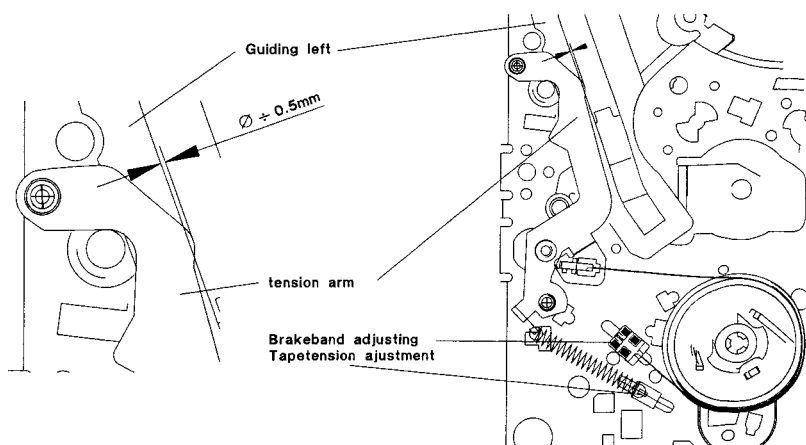 Guiding left
Ø ÷ 0.5mm
tension arm
Brakeband adjusting
Tapetension ajustment